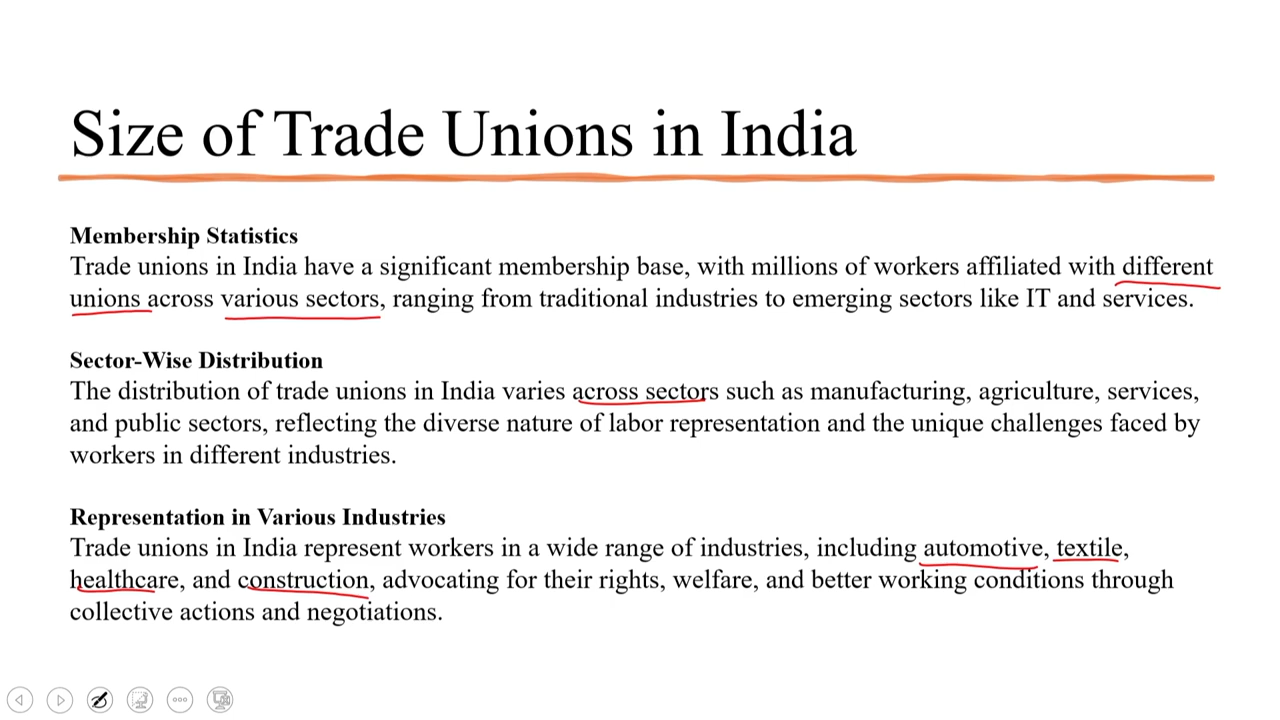 Size of Trade Unions in India
Membership Statistics
Trade unions in India have a significant membership base, with millions of workers affiliated with different
unions across various sectors, ranging from traditional industries to emerging sectors like IT and services.
Sector-Wise Distribution
The distribution of trade unions in India varies across sectors such as manufacturing, agriculture, services,
and public sectors, reflecting the diverse nature of labor representation and the unique challenges faced by
workers in different industries.
Representation in Various Industries
Trade unions in India represent workers in a wide range of industries, including automotive, textile,
healthcare, and construction, advocating for their rights, welfare, and better working conditions through
collective actions and negotiations.